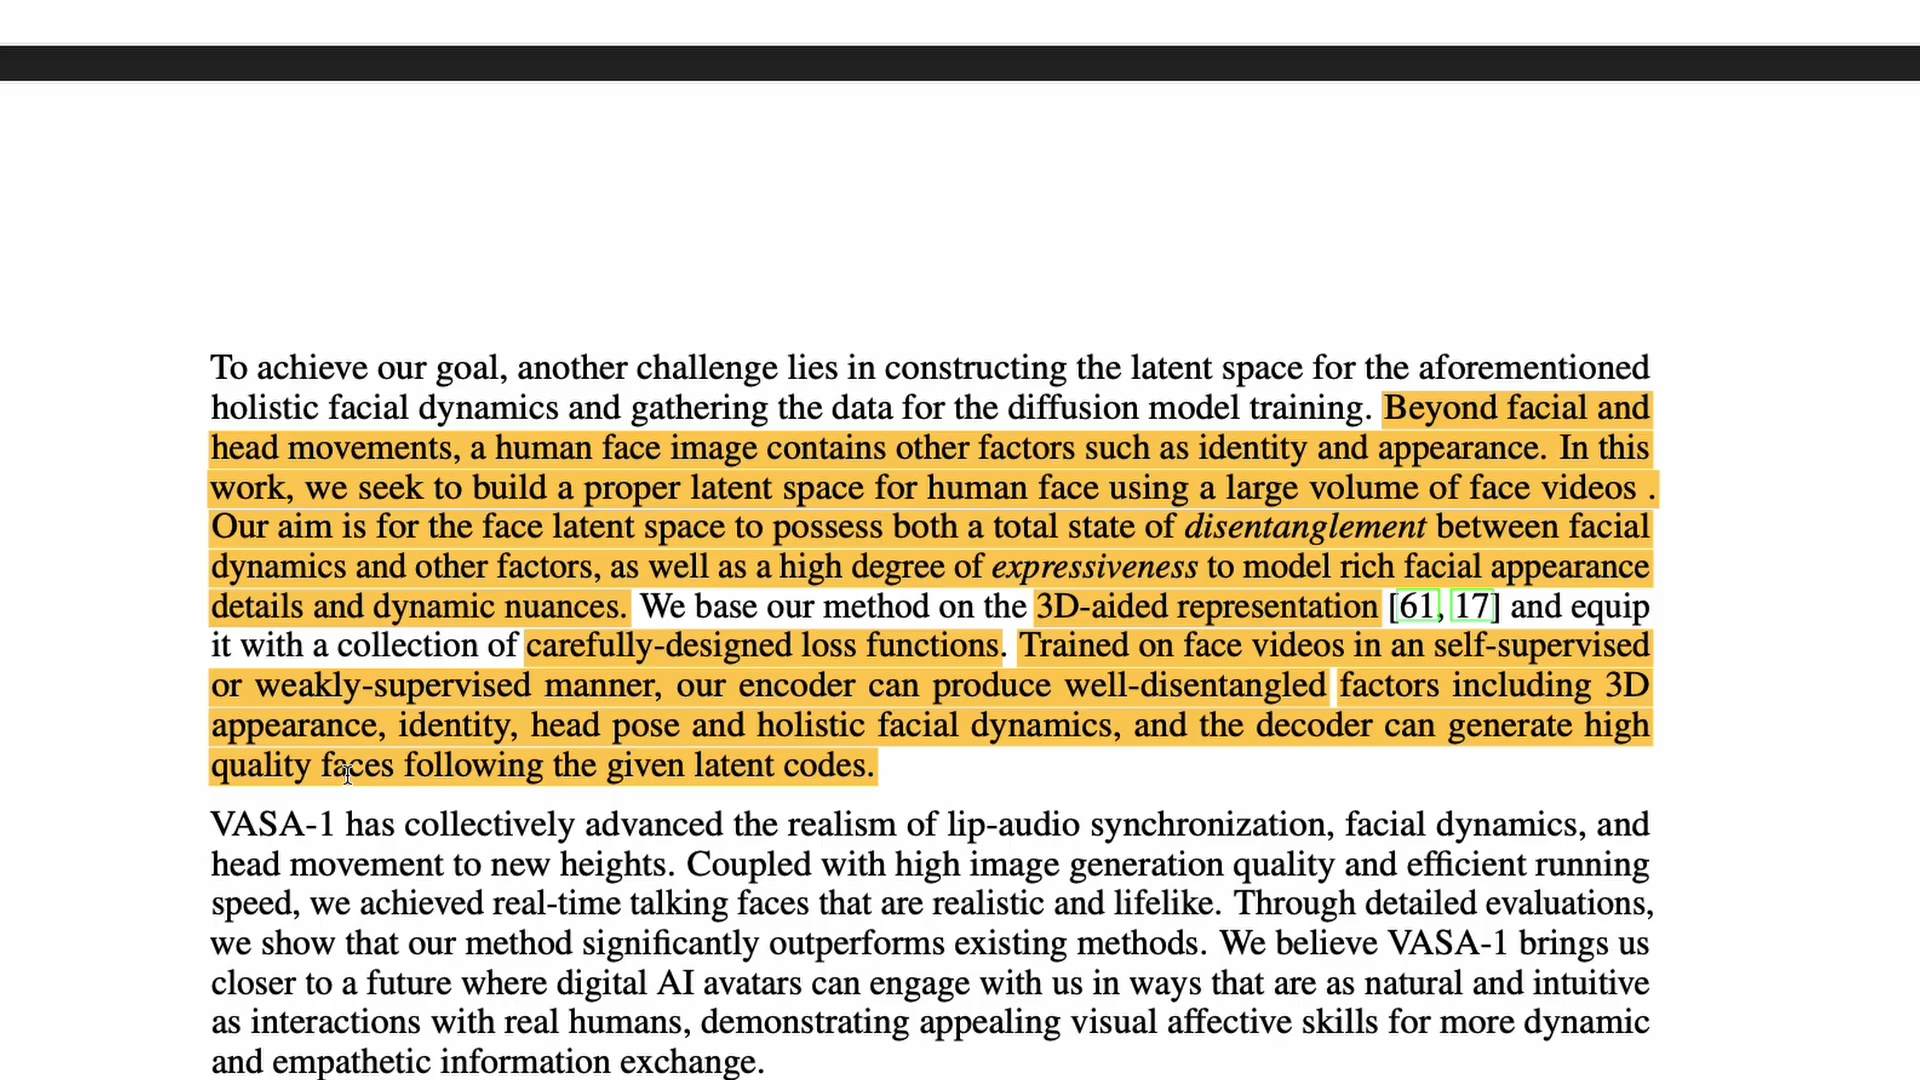 To achieve our goal, another challenge lies in constructing the latent space for the aforementioned
holistic facial dynamics and gathering the data for the diffusion model training. Beyond facial and
head movements, a human face image contains other factors such as identity and appearance. In this
work, we seek to build a proper latent space for human face using a large volume of face videos .
Our aim is for the face latent space to possess both a total state of disentanglement between facial
dynamics and other factors, as well as a high degree of expressiveness to model rich facial appearance
details and dynamic nuances. We base our method on the 3D-aided representation [61, 17] and equip
it with a collection of carefully-designed loss functions. Trained on face videos in an self-supervised
or weakly-supervised manner, our encoder can produce well-disentangled factors including 3D
appearance, identity, head pose and holistic facial dynamics, and the decoder can generate high
quality faces following the given latent codes.
VASA-1 has collectively advanced the realism of lip-audio synchronization, facial dynamics, and
head movement to new heights. Coupled with high image generation quality and efficient running
speed, we achieved real-time talking faces that are realistic and lifelike. Through detailed evaluations,
we show that our method significantly outperforms existing methods. We believe VASA-1 brings us
closer to a future where digital AI avatars can engage with us in ways that are as natural and intuitive
as interactions with real humans, demonstrating appealing visual affective skills for more dynamic
and empathetic information exchange.